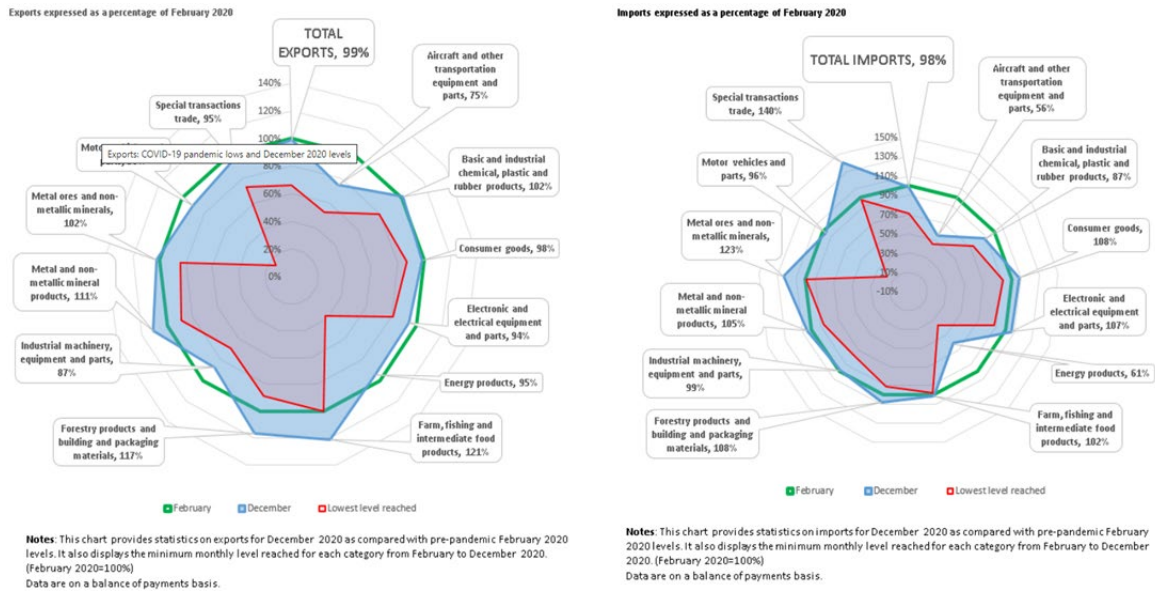 Exports expressed as a percentage of February 2020
TOTAL
EXPORTS, 99%
Aircraft and other
transportation
equipment and
parts, 75%
Special transactions
trade, 95%
Exports: COVID-19 pandemic lows and December 2020 levels
Basic and industrial
chemical, plastic and
rubber products, 102%
Metal ores and non-
metallic minerals,
102%
Consumer goods, 98%
Metal and non-
metallic mineral
products, 111%
Electronic and
electrical equipment
and parts, 94%
Industrial machinery,
equipment and parts,
87%
Energy products, 95%
Forestry products and
building and packaging
materials, 117%
Farm, fishing and
intermediate food
products, 121%
140%
120%
100%
80%
60%
40%
20%
0%
February
December
Lowest level reached
Notes: This chart provides statistics on exports for December 2020 as compared with pre-pandemic February 2020
levels. It also displays the minimum monthly level reached for each category from February to December 2020.
(February 2020=100%)
Data are on a balance of payments basis.
Imports expressed as a percentage of February 2020
TOTAL IMPORTS, 98%
Aircraft and other
transportation
equipment and
parts, 56%
Special transactions
trade, 140%
Motor vehicles and
parts, 96%
Basic and industrial
chemical, plastic and
rubber products, 87%
Metal ores and non-
metallic minerals,
123%
Consumer goods,
108%
Metal and non-
metallic mineral
products, 105%
Electronic and
electrical equipment
and parts, 107%
Industrial machinery,
equipment and parts,
99%
Energy products, 61%
Forestry products and
building and packaging
materials, 108%
Farm, fishing and
intermediate food
products, 102%
150%
130%
110%
90%
70%
50%
30%
10%
-10%
February
December
Lowest level reached
Notes: This chart provides statistics on imports for December 2020 as compared with pre-pandemic February
2020 levels. It also displays the minimum monthly level reached for each category from February to December
2020. (February 2020=100%)
Data are on a balance of payments basis.